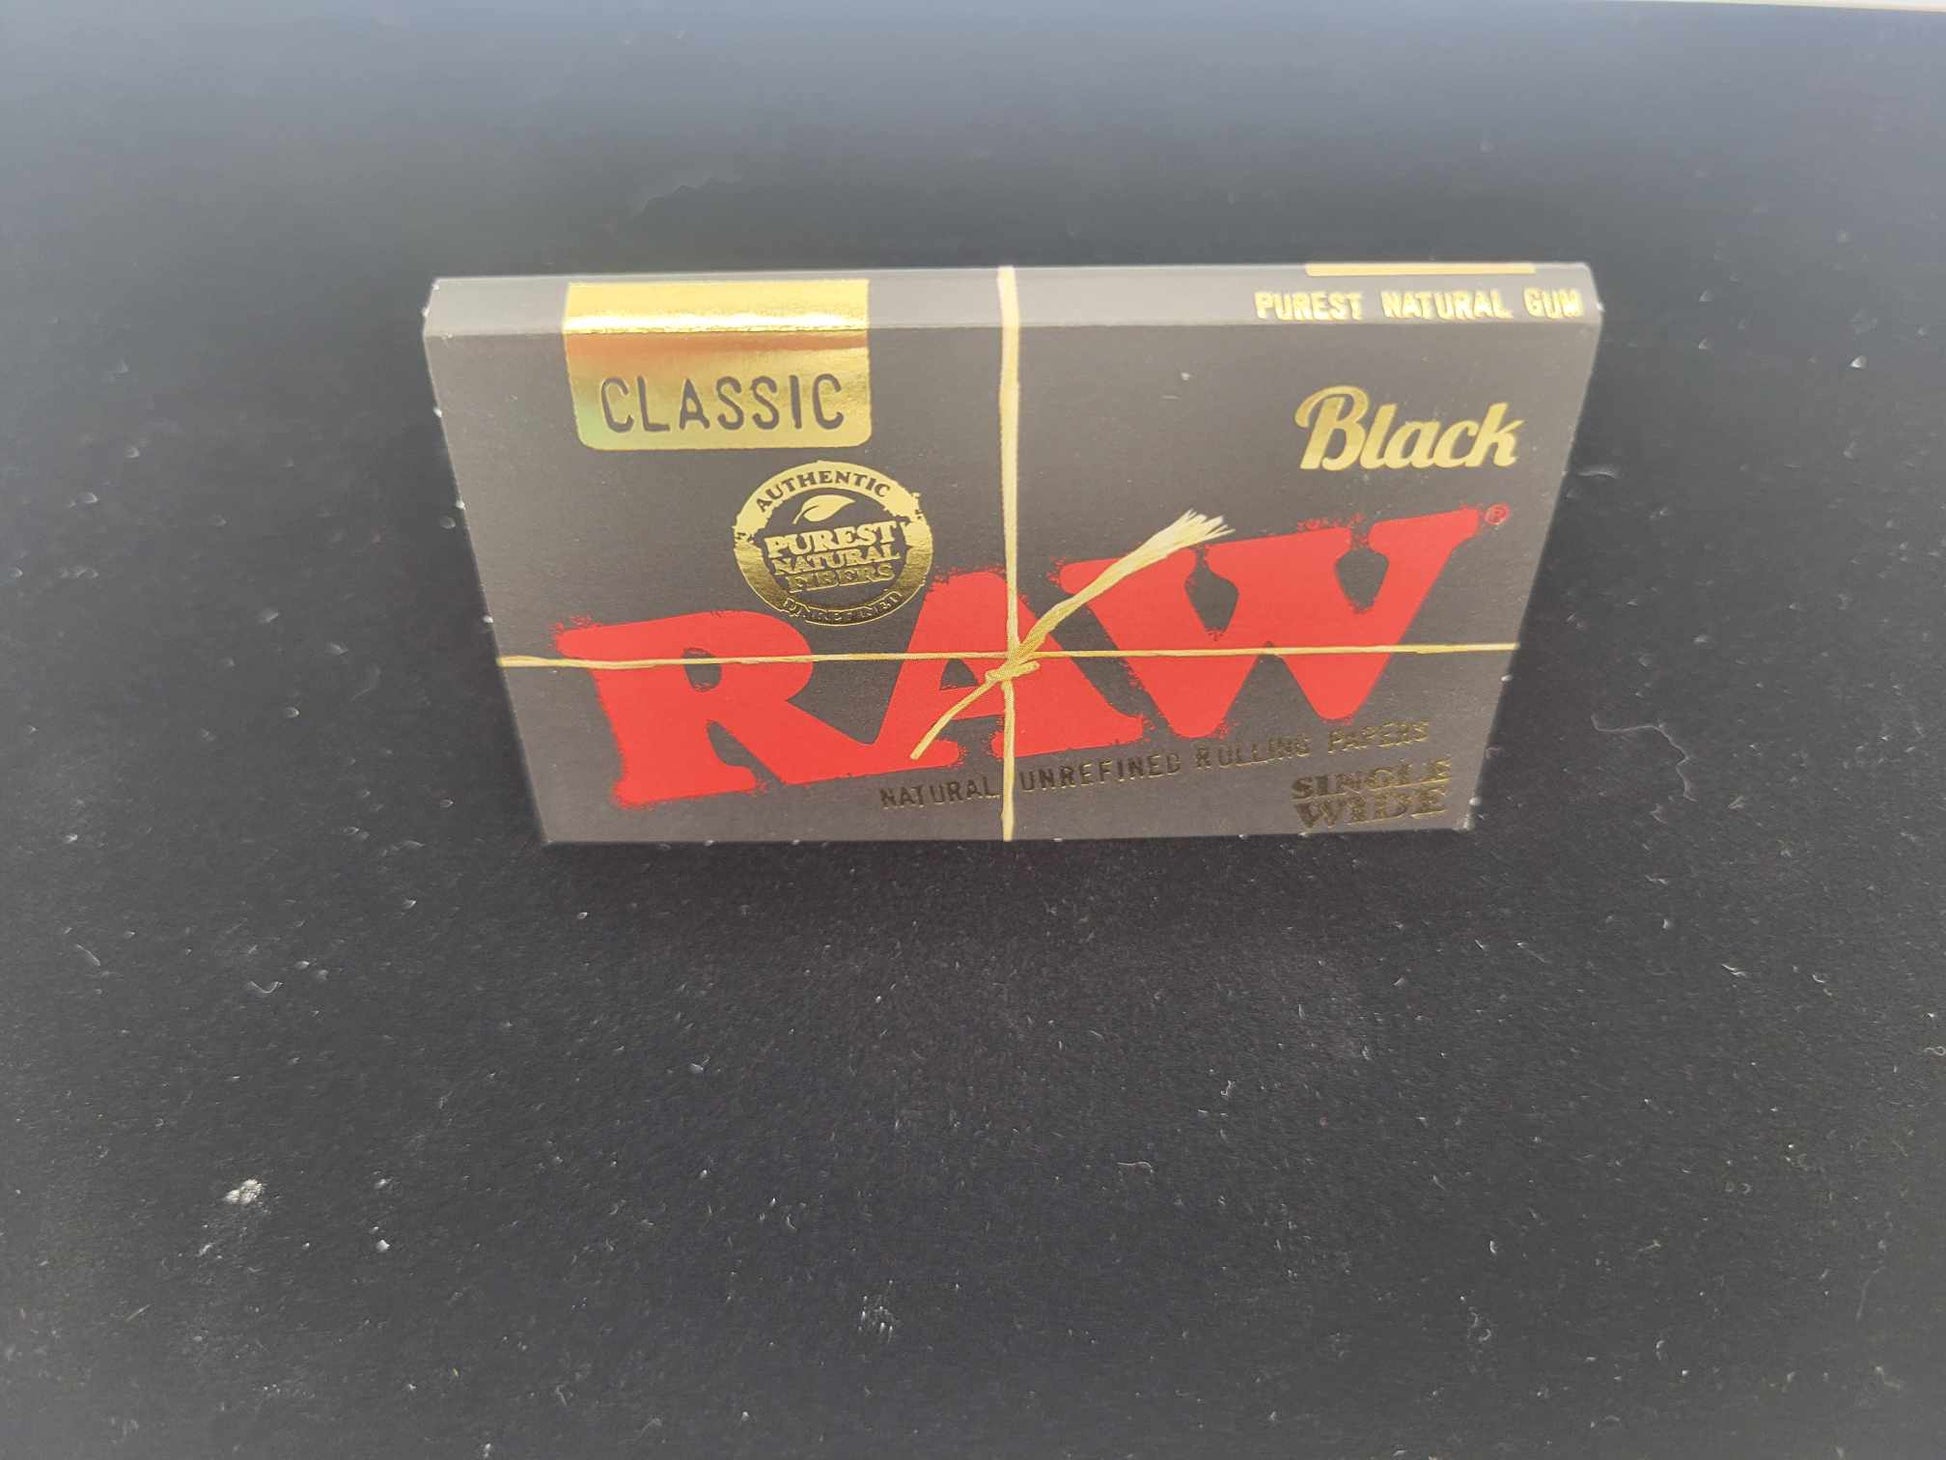 PUREST NATURAL GUM
CLASSIC
Black
AUTHENTIC
PUREST
NATURAL
FIBERS
UNREFINED
RAW®
NATURAL UNREFINED ROLLING PAPERS
SINGLE
WIDE